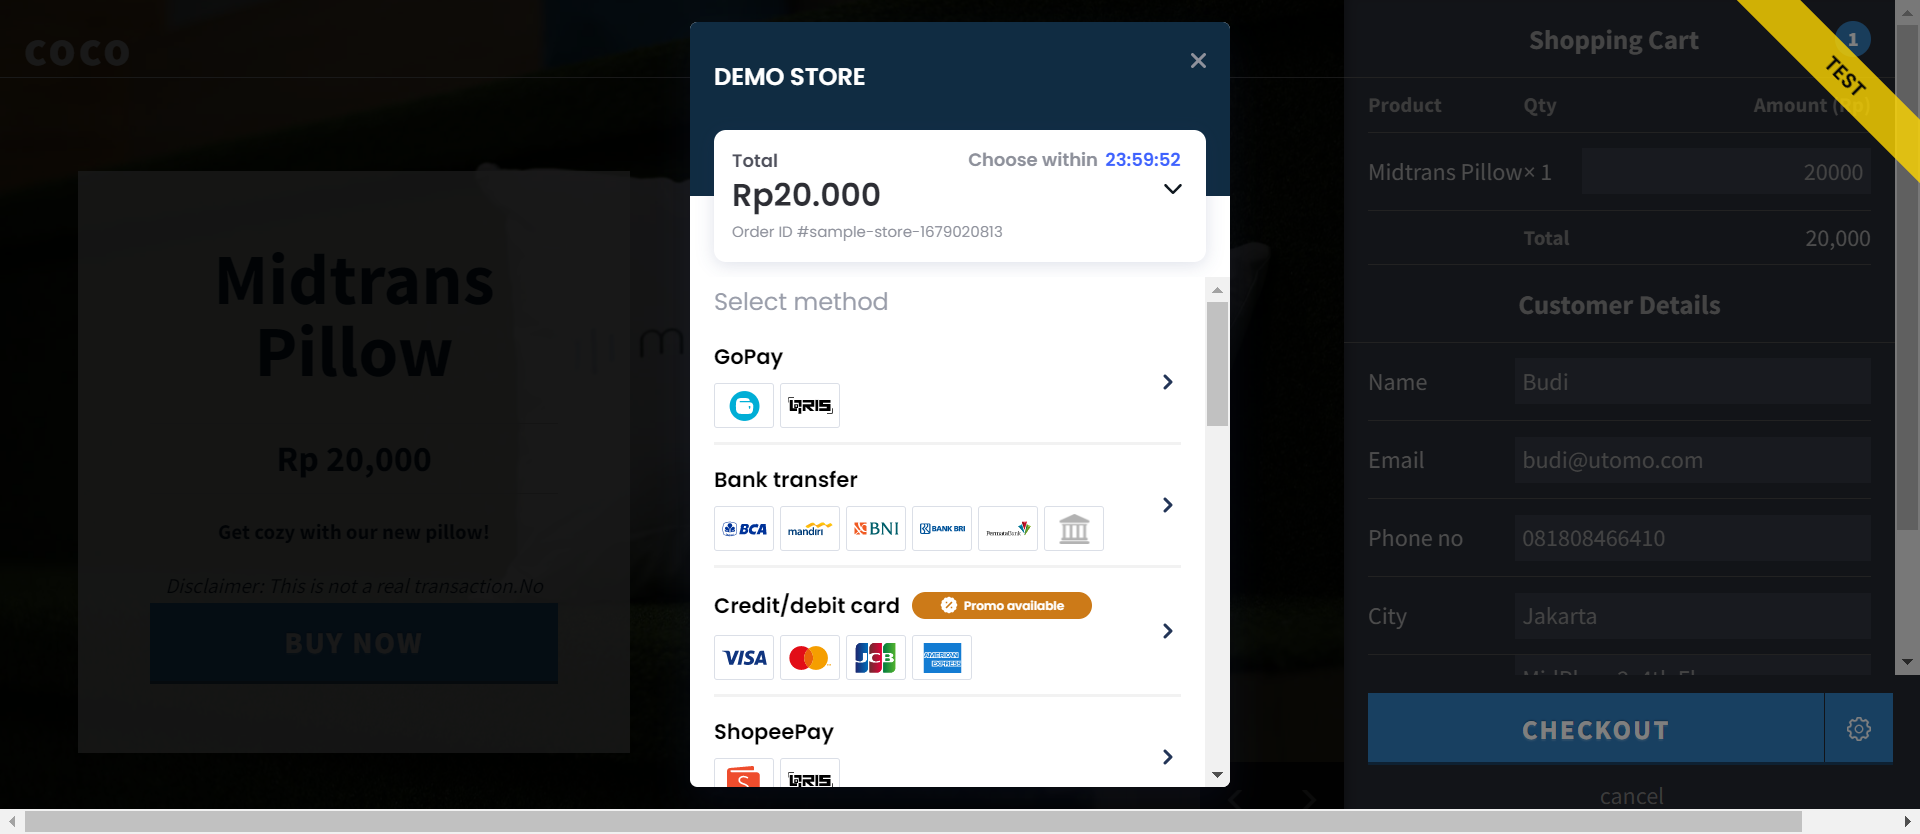 coco
Midtrans
Pillow
Rp 20,000
Get cozy with our new pillow!
Disclaimer: This is not a real transaction.No
BUY NOW
m
DEMO STORE
Total
Choose within 23:59:52
Rp20.000
Order ID #sample-store-1679020813
Select method
GoPay
QRIS
Bank transfer
BCA
mandiri
BNI
BANK BRI
PermataBank
Credit/debit card
Promo available
VISA
JCB
AMERICAN EXPRESS
ShopeePay
S
QRIS
Shopping Cart
1
TEST
Product Qty Amount (Rp)
Midtrans Pillow× 1 20000
Total 20,000
Customer Details
Name Budi
Email budi@utomo.com
Phone no 081808466410
City Jakarta
CHECKOUT
cancel